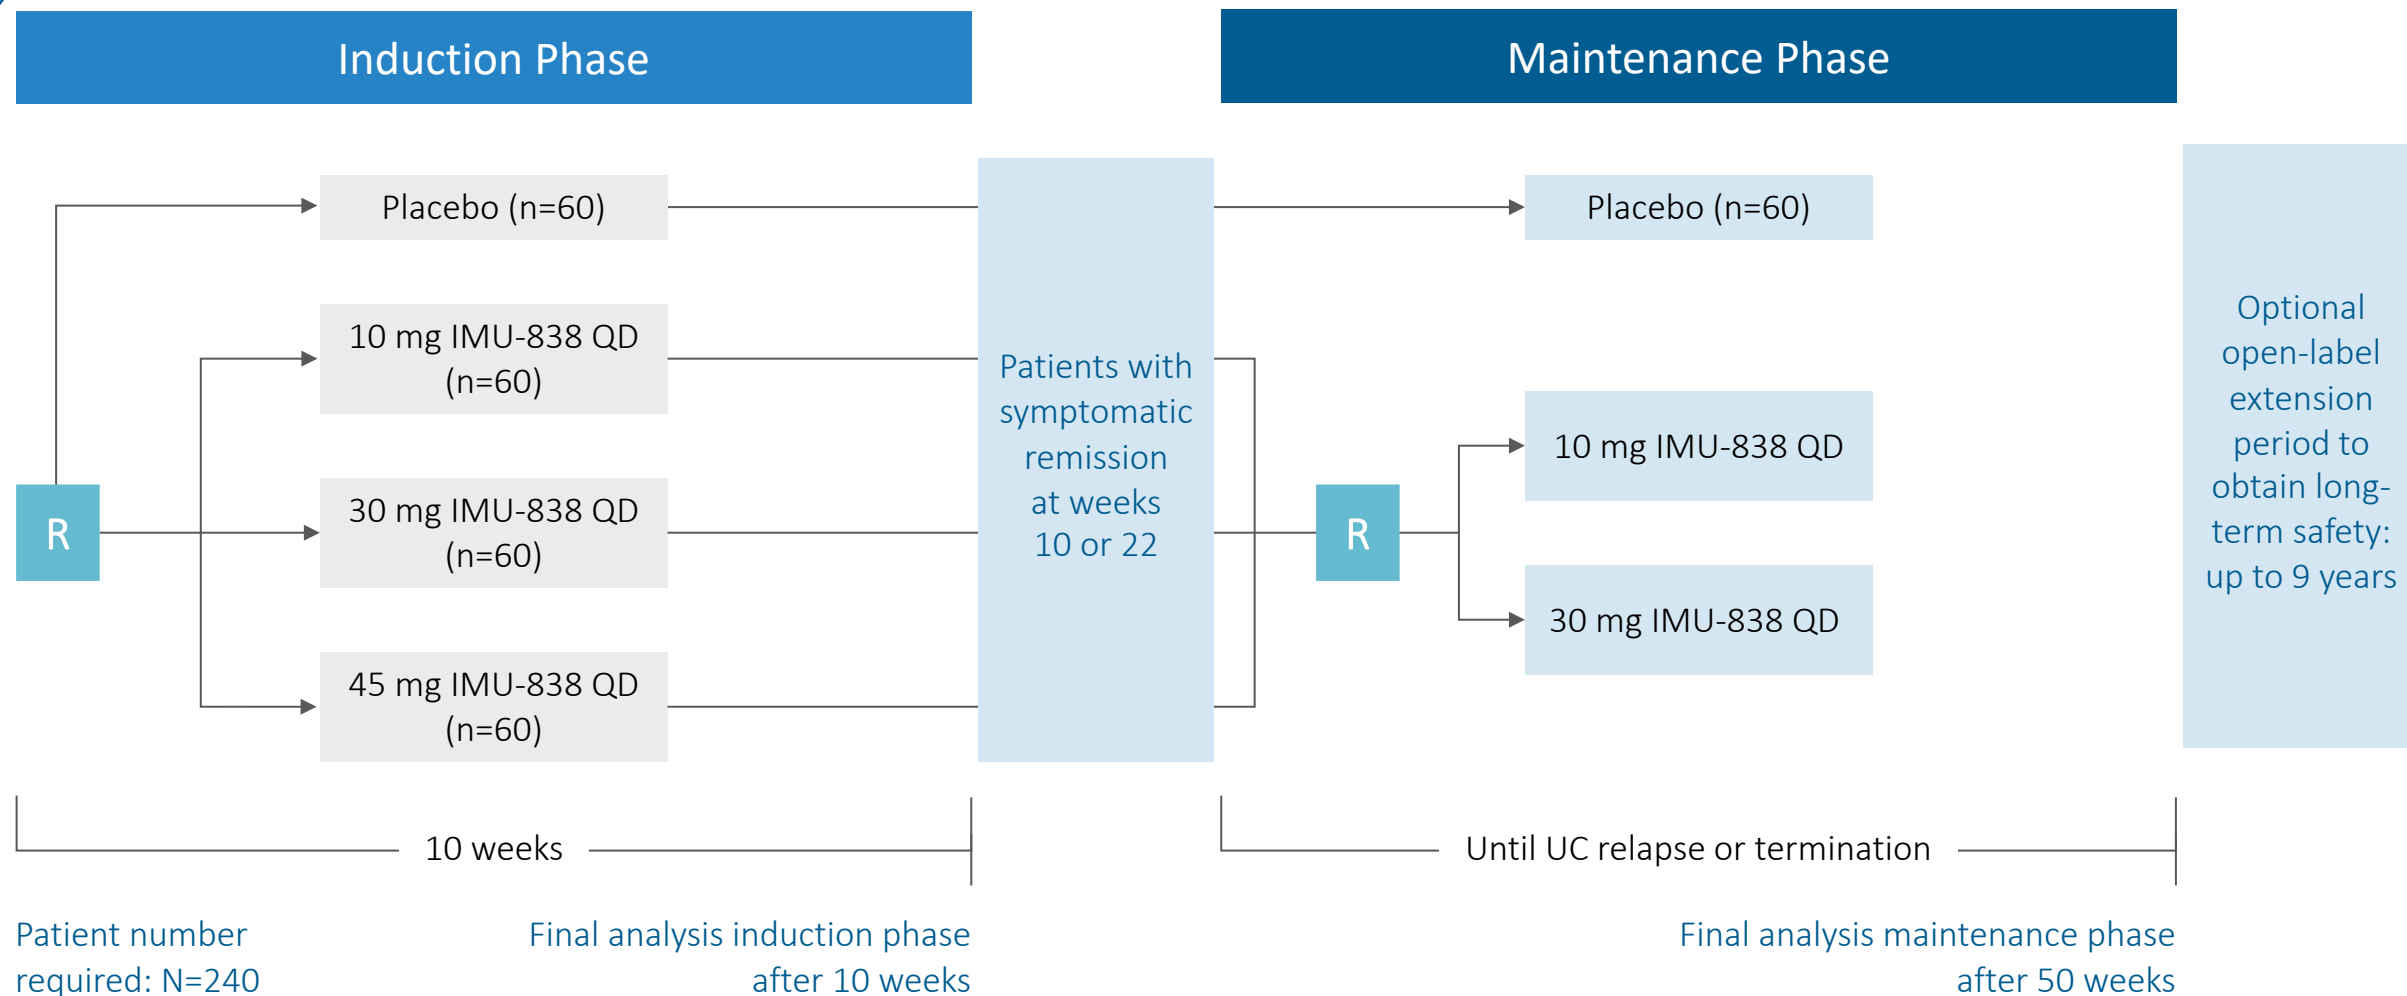 Induction Phase
Maintenance Phase
Placebo (n=60)
10 mg IMU-838 QD
(n=60)
R
30 mg IMU-838 QD
(n=60)
45 mg IMU-838 QD
(n=60)
Patients with
symptomatic
remission
at weeks
10 or 22
Placebo (n=60)
R
10 mg IMU-838 QD
30 mg IMU-838 QD
Optional
open-label
extension
period to
obtain long-
term safety:
up to 9 years
10 weeks
Until UC relapse or termination
Patient number
required: N=240
Final analysis induction phase
after 10 weeks
Final analysis maintenance phase
after 50 weeks